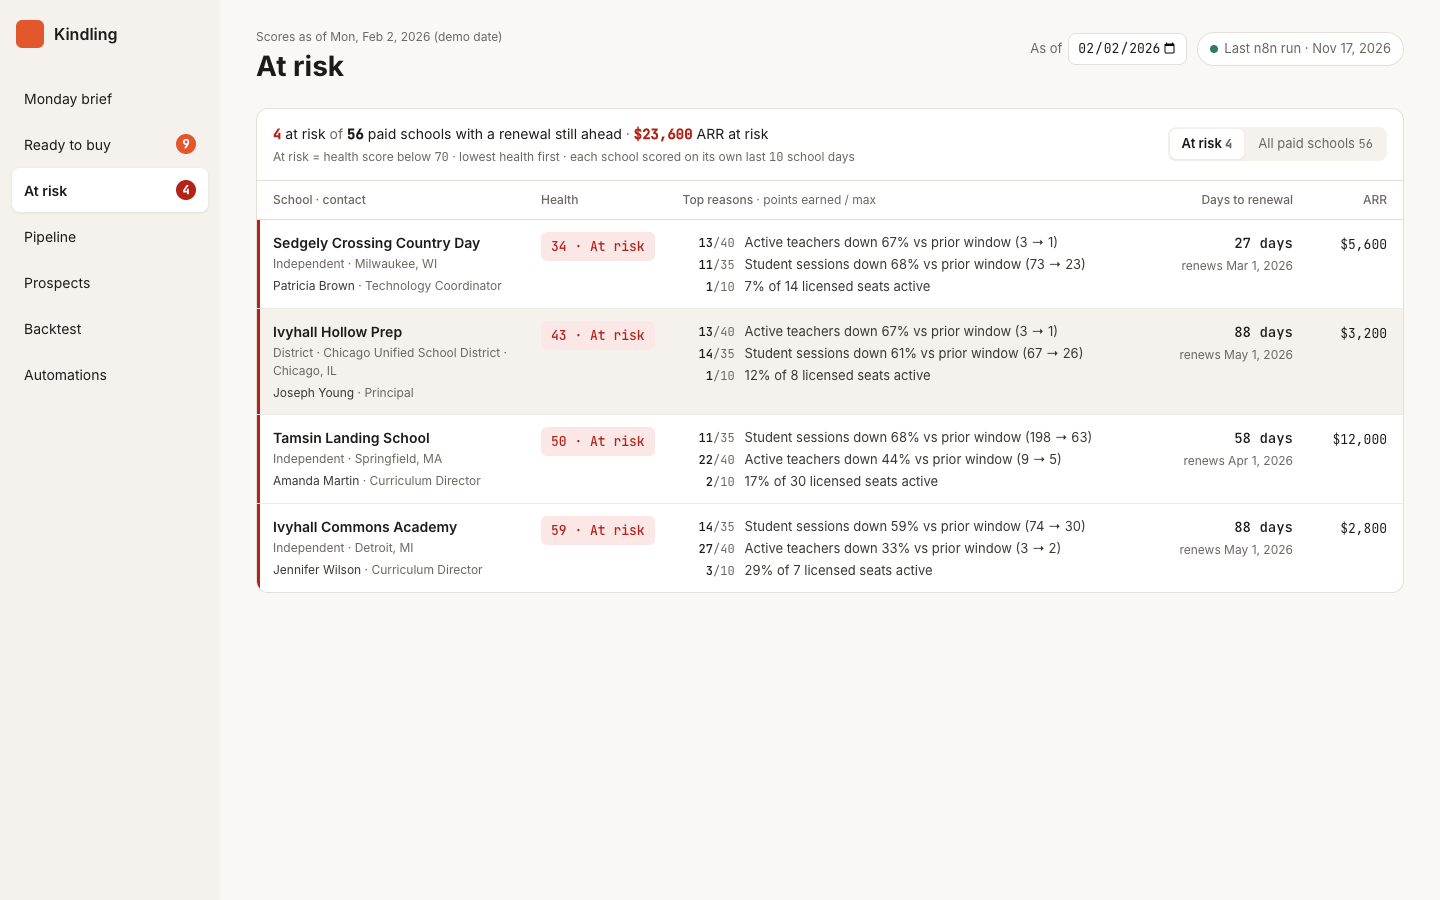 Kindling
Monday brief
Ready to buy 9
At risk 4
Pipeline
Prospects
Backtest
Automations
Scores as of Mon, Feb 2, 2026 (demo date)
At risk
As of 02/02/2026
Last n8n run · Nov 17, 2026
4 at risk of 56 paid schools with a renewal still ahead · $23,600 ARR at risk
At risk = health score below 70 · lowest health first · each school scored on its own last 10 school days
At risk 4 All paid schools 56
School · contact Health Top reasons · points earned / max Days to renewal ARR
Sedgely Crossing Country Day
Independent · Milwaukee, WI
Patricia Brown · Technology Coordinator
34 · At risk
13/40 Active teachers down 67% vs prior window (3 → 1)
11/35 Student sessions down 68% vs prior window (73 → 23)
1/10 7% of 14 licensed seats active
27 days
renews Mar 1, 2026
$5,600
Ivyhall Hollow Prep
District · Chicago Unified School District ·
Chicago, IL
Joseph Young · Principal
43 · At risk
13/40 Active teachers down 67% vs prior window (3 → 1)
14/35 Student sessions down 61% vs prior window (67 → 26)
1/10 12% of 8 licensed seats active
88 days
renews May 1, 2026
$3,200
Tamsin Landing School
Independent · Springfield, MA
Amanda Martin · Curriculum Director
50 · At risk
11/35 Student sessions down 68% vs prior window (198 → 63)
22/40 Active teachers down 44% vs prior window (9 → 5)
2/10 17% of 30 licensed seats active
58 days
renews Apr 1, 2026
$12,000
Ivyhall Commons Academy
Independent · Detroit, MI
Jennifer Wilson · Curriculum Director
59 · At risk
14/35 Student sessions down 59% vs prior window (74 → 30)
27/40 Active teachers down 33% vs prior window (3 → 2)
3/10 29% of 7 licensed seats active
88 days
renews May 1, 2026
$2,800